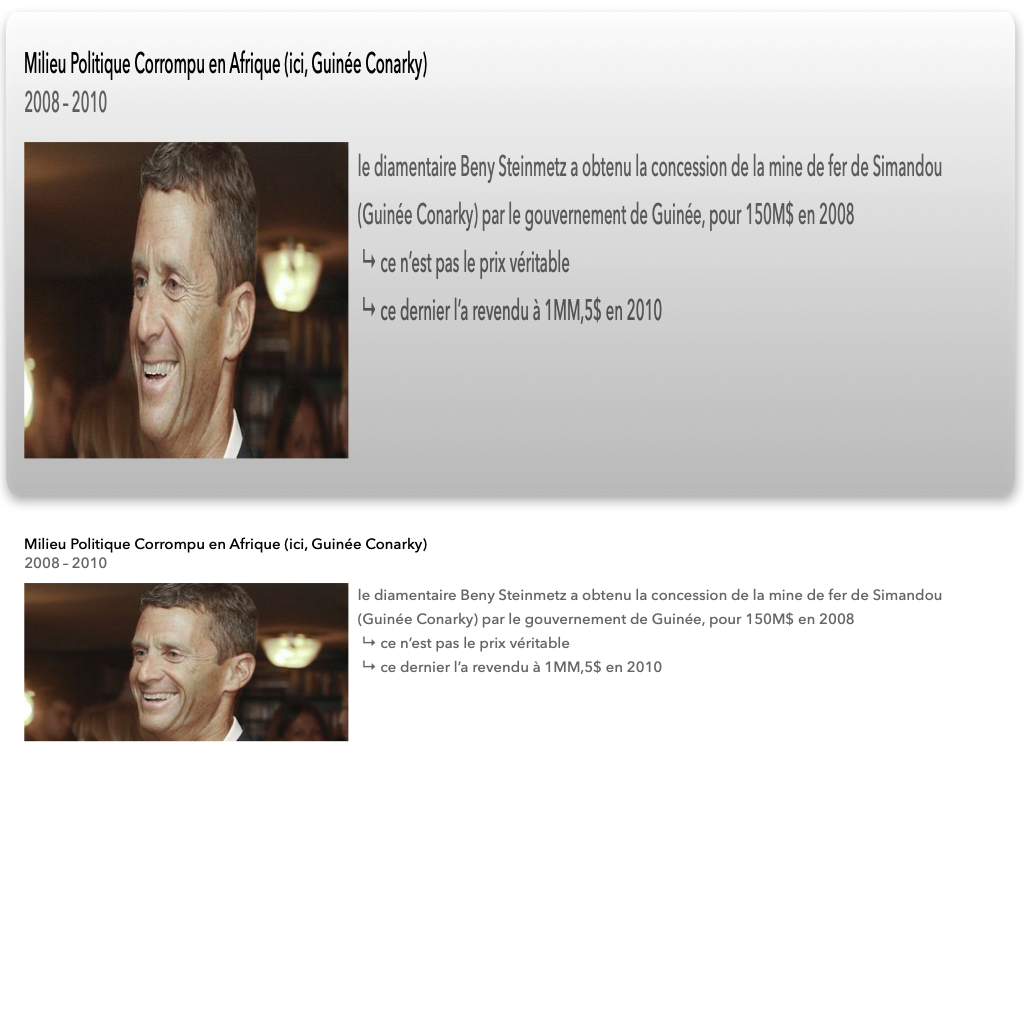 Milieu Politique Corrompu en Afrique (ici, Guinée Conarky)
2008 – 2010
le diamentaire Beny Steinmetz a obtenu la concession de la mine de fer de Simandou
(Guinée Conarky) par le gouvernement de Guinée, pour 150M$ en 2008
↳ ce n’est pas le prix véritable
↳ ce dernier l’a revendu à 1MM,5$ en 2010
Milieu Politique Corrompu en Afrique (ici, Guinée Conarky)
2008 – 2010
le diamentaire Beny Steinmetz a obtenu la concession de la mine de fer de Simandou
(Guinée Conarky) par le gouvernement de Guinée, pour 150M$ en 2008
↳ ce n’est pas le prix véritable
↳ ce dernier l’a revendu à 1MM,5$ en 2010